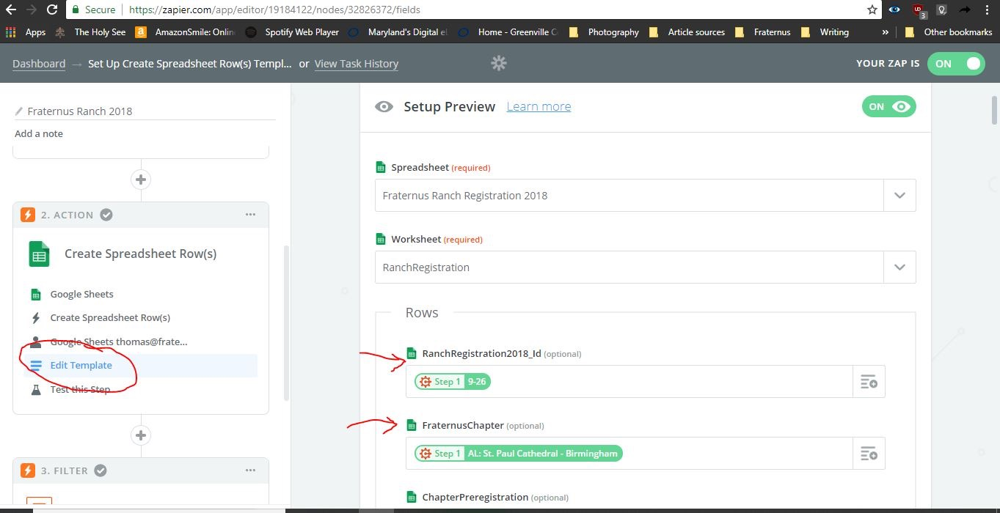 Secure https://zapier.com/app/editor/19184122/nodes/32826372/fields
3
Apps The Holy See AmazonSmile: Onlin Spotify Web Player Maryland's Digital el Home - Greenville C Photography Article sources Fraternus Writing » Other bookmarks
Dashboard → Set Up Create Spreadsheet Row(s) Templ... or View Task History YOUR ZAP IS ON
Fraternus Ranch 2018
Add a note
2. ACTION
Create Spreadsheet Row(s)
Google Sheets
Create Spreadsheet Row(s)
Google Sheets thomas@frate...
Edit Template
Test this Step
3. FILTER
Setup Preview Learn more ON
Spreadsheet (required)
Fraternus Ranch Registration 2018
Worksheet (required)
RanchRegistration
Rows
RanchRegistration2018_Id (optional)
Step 1 9-26
FraternusChapter (optional)
Step 1 AL: St. Paul Cathedral - Birmingham
ChapterPreregistration (optional)